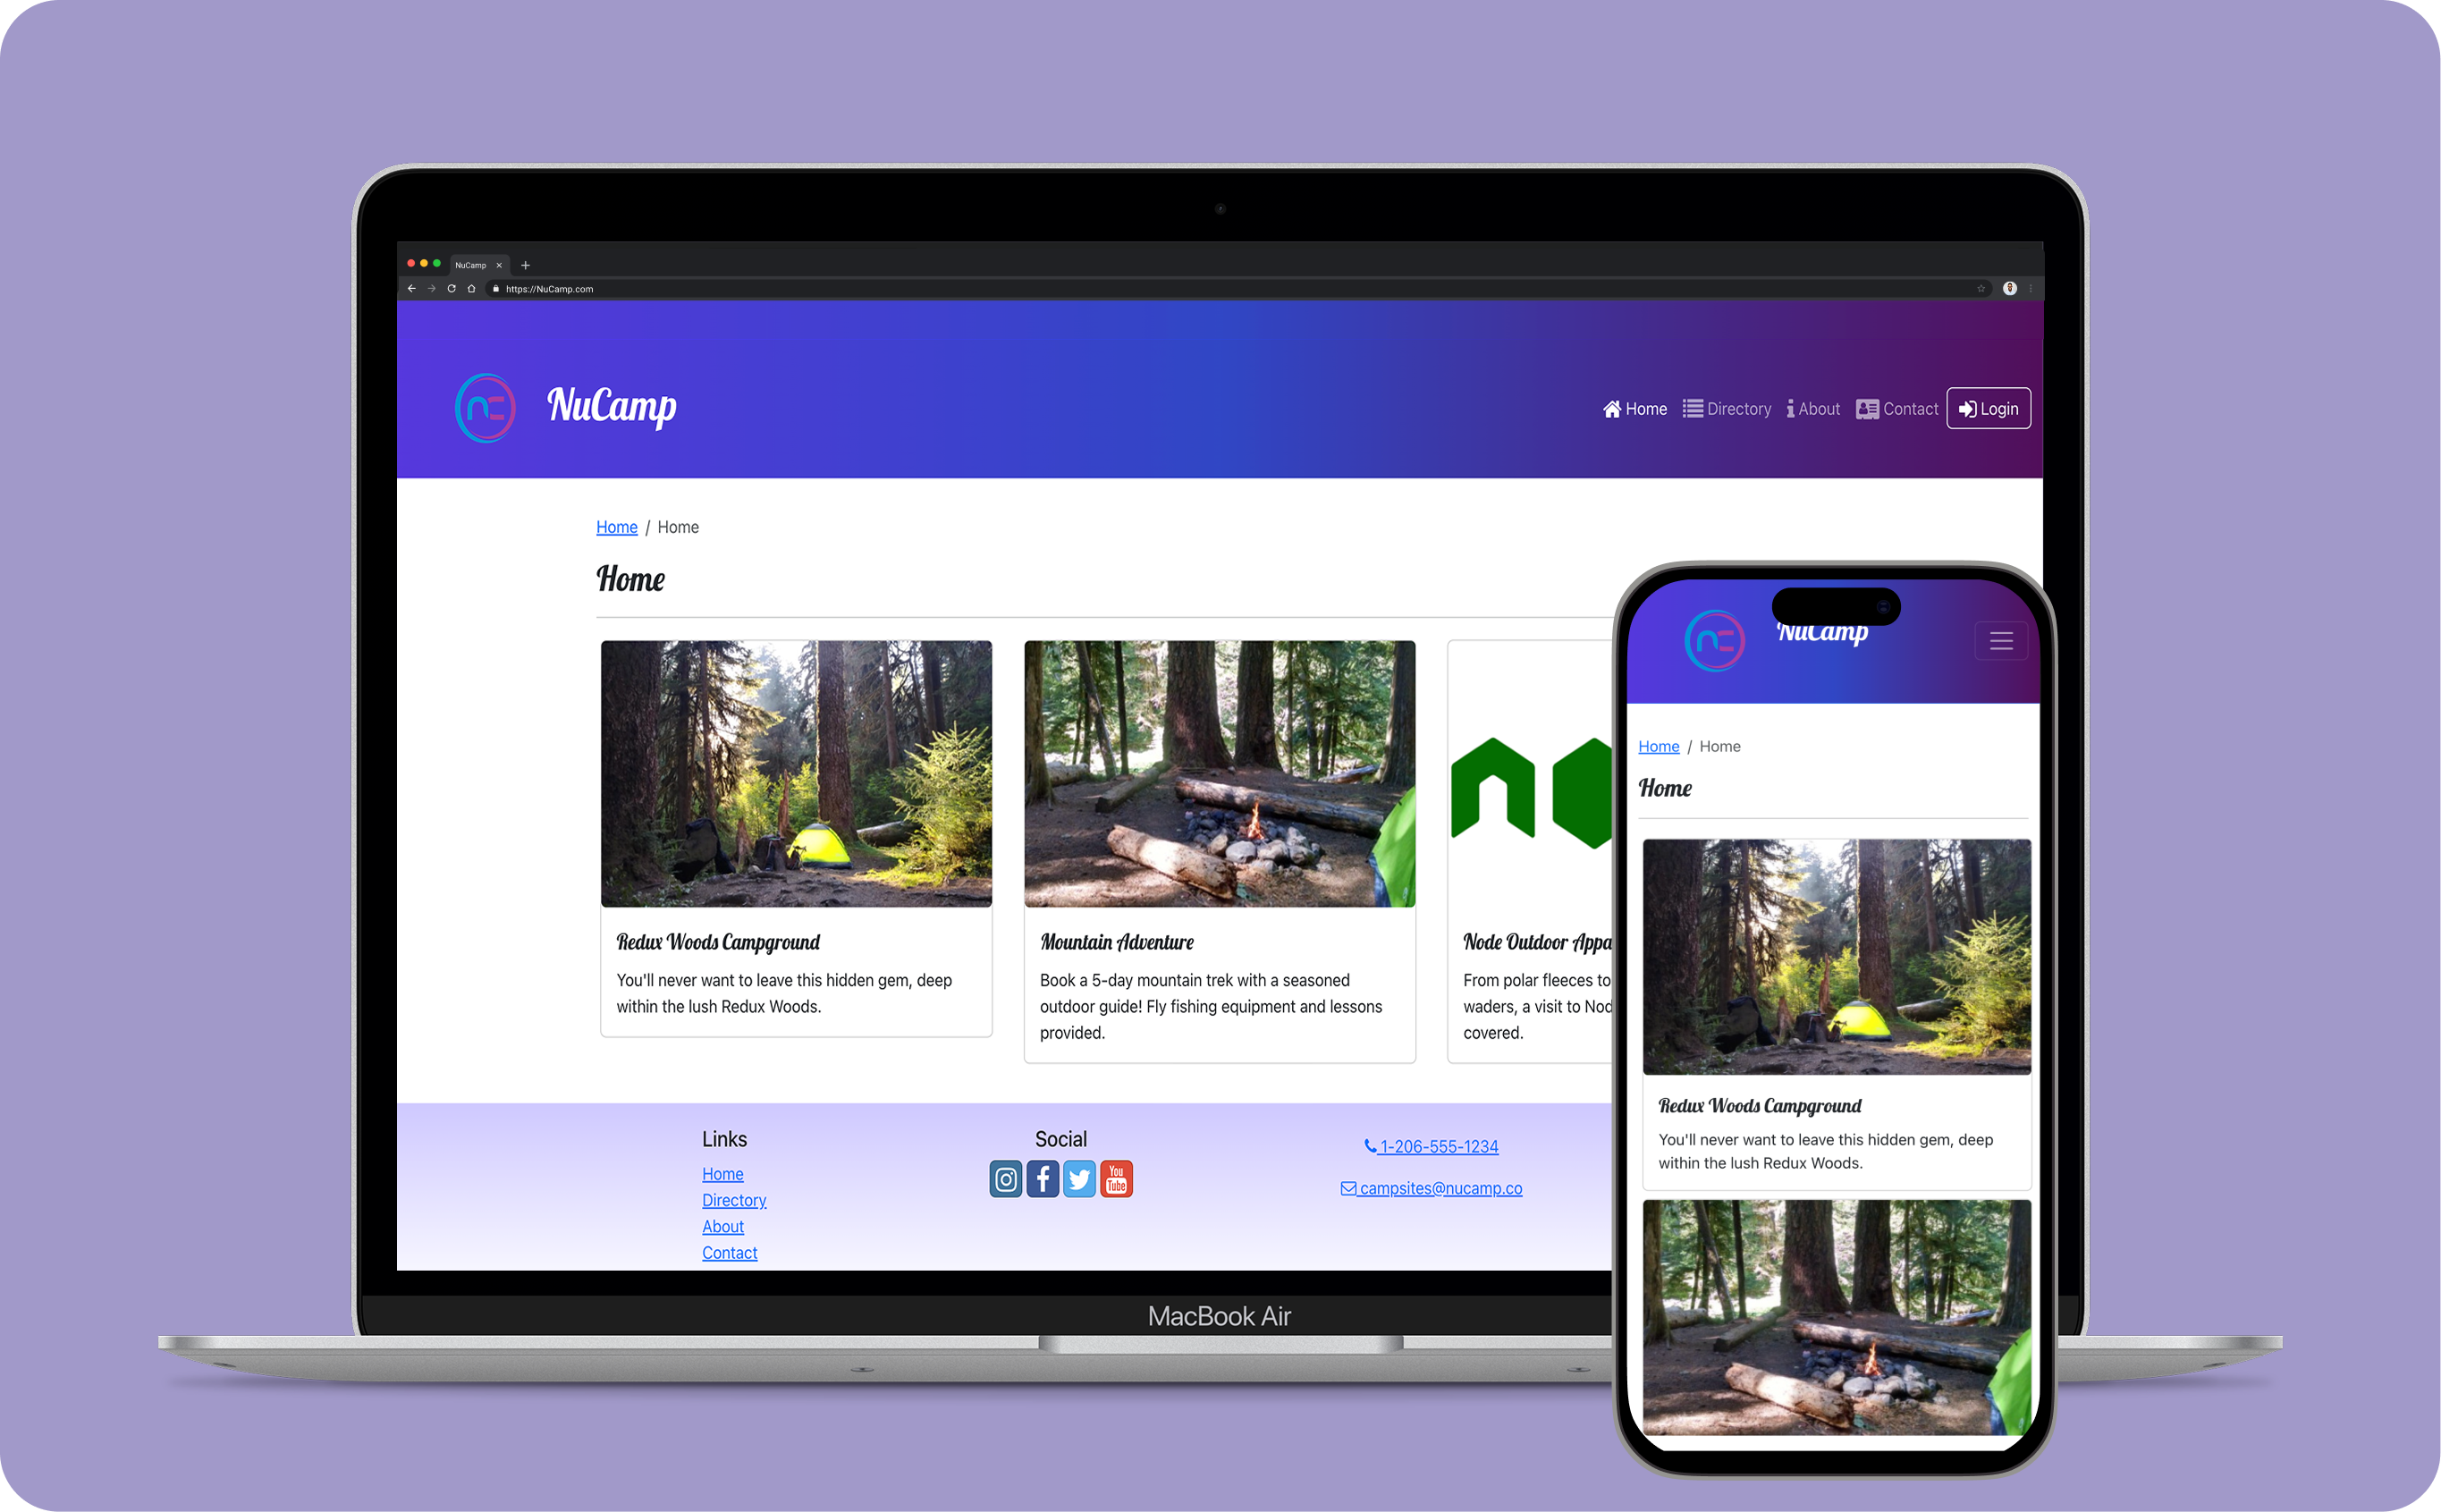 NuCamp
https://NuCamp.com
NuCamp
Home
Directory
About
Contact
Login
Home / Home
Home
Redux Woods Campground
You'll never want to leave this hidden gem, deep
within the lush Redux Woods.
Mountain Adventure
Book a 5-day mountain trek with a seasoned
outdoor guide! Fly fishing equipment and lessons
provided.
Node Outdoor Appa
From polar fleeces to
waders, a visit to Nod
covered.
Links
Home
Directory
About
Contact
Social
You
Tube
1-206-555-1234
campsites@nucamp.co
MacBook Air
NuCamp
Home / Home
Home
Redux Woods Campground
You'll never want to leave this hidden gem, deep
within the lush Redux Woods.